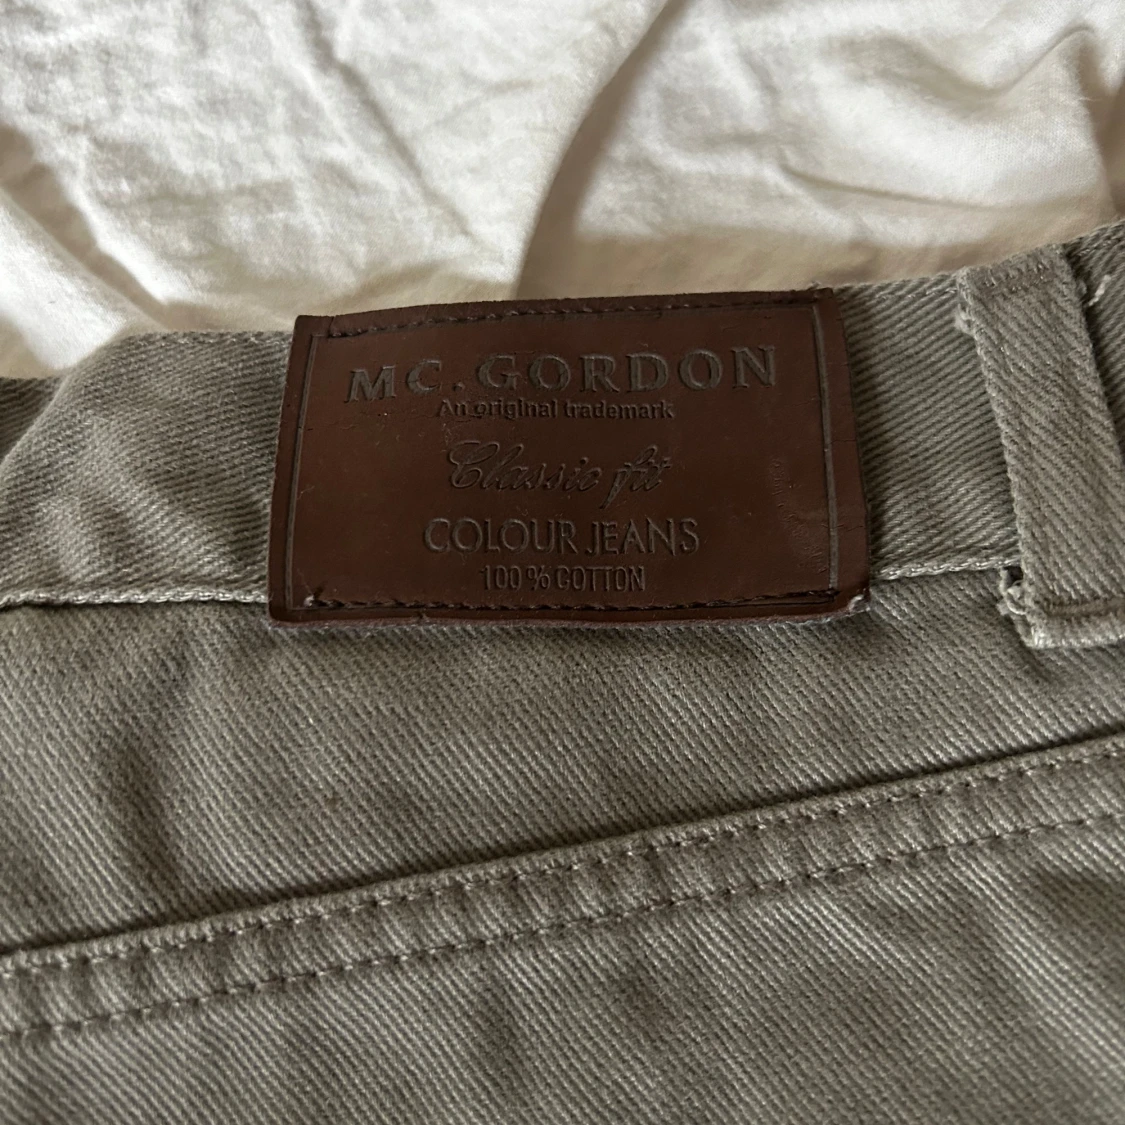 MC.GORDON
An original trademark
Classic fit
COLOUR JEANS
100% COTTON